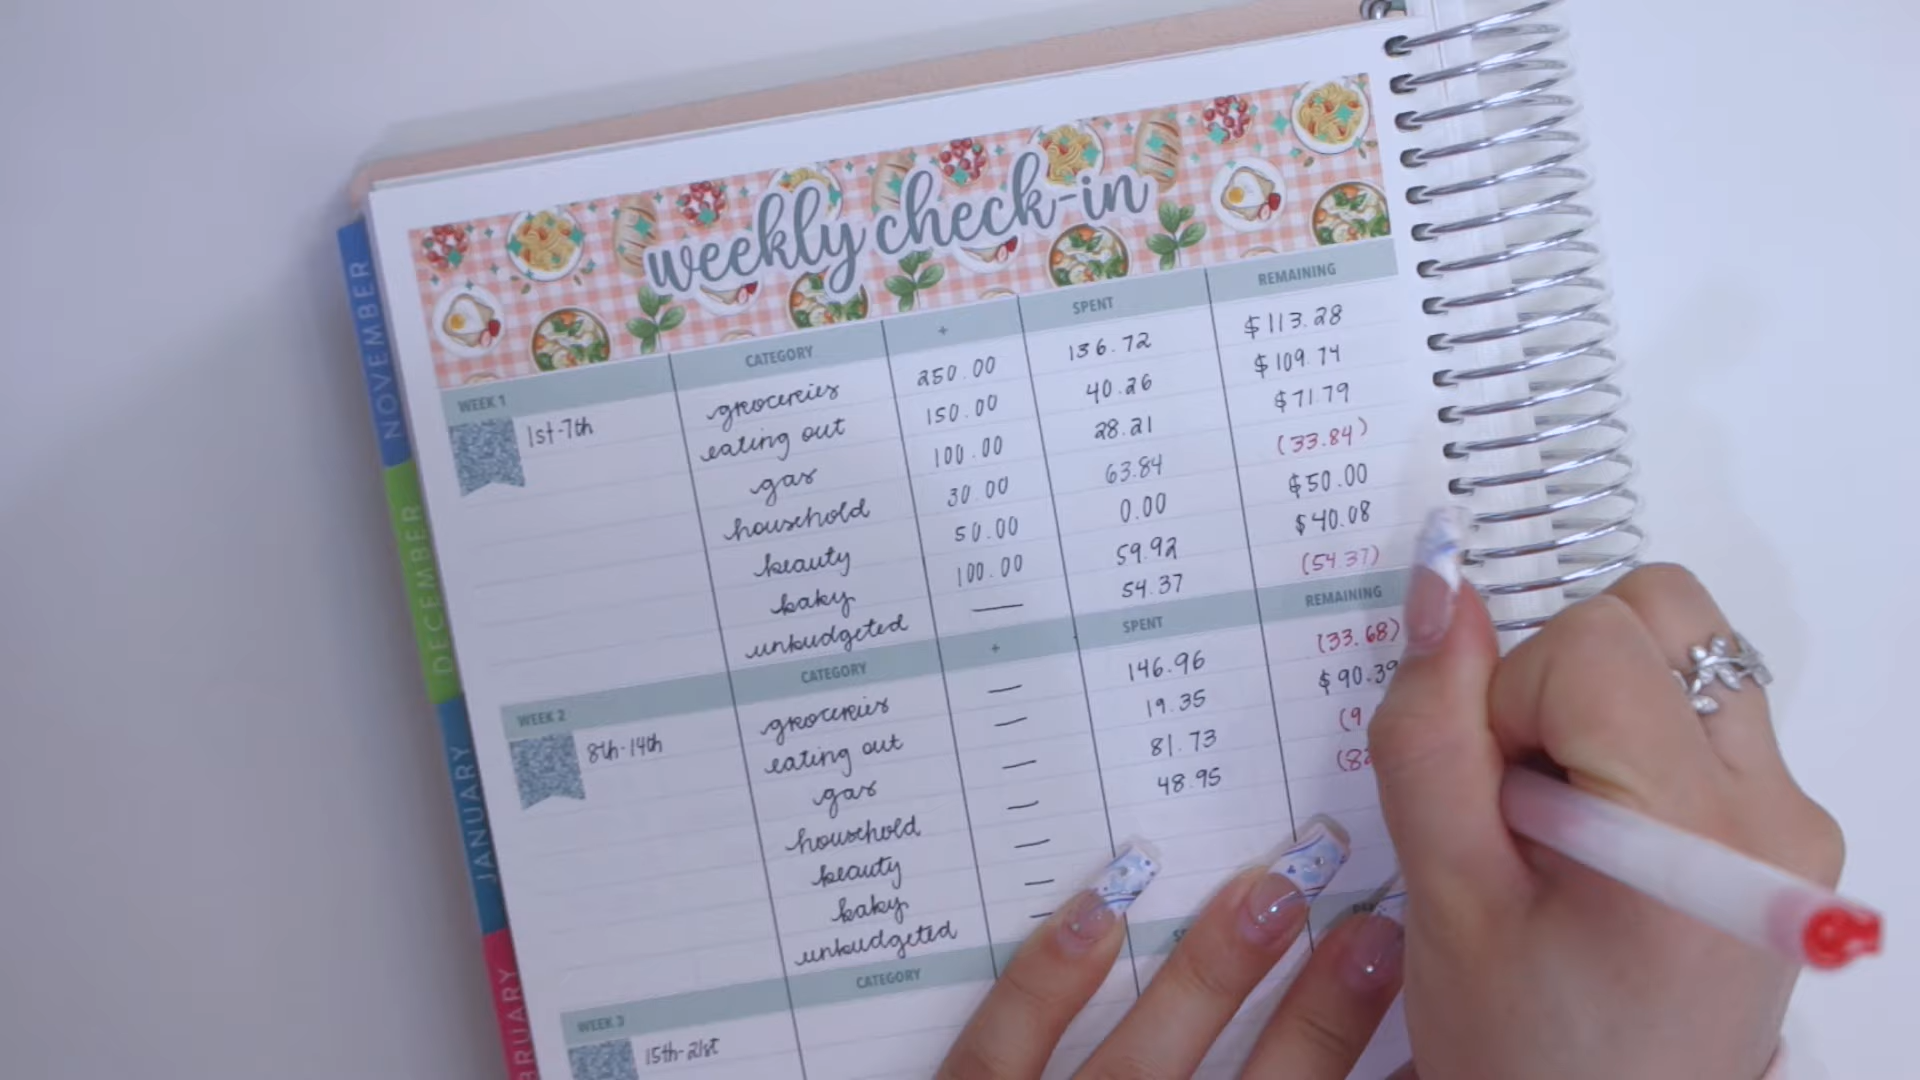 weekly check-in
WEEK 1 CATEGORY + SPENT REMAINING
1st-7th groceries 250.00 136.72 $113.28
eating out 150.00 40.26 $109.74
gas 100.00 28.21 $71.79
household 30.00 63.84 (33.84)
beauty 50.00 0.00 $50.00
baby 100.00 59.92 $40.08
unbudgeted — 54.37 (54.37)
WEEK 2 CATEGORY + SPENT REMAINING
8th-14th groceries — 146.96 (33.68)
eating out — 19.35 $90.39
gas — 81.73 (9
household — 48.95 (82
beauty —
baby —
unbudgeted —
WEEK 3 CATEGORY
15th-21st
NOVEMBER
DECEMBER
JANUARY
BRUARY